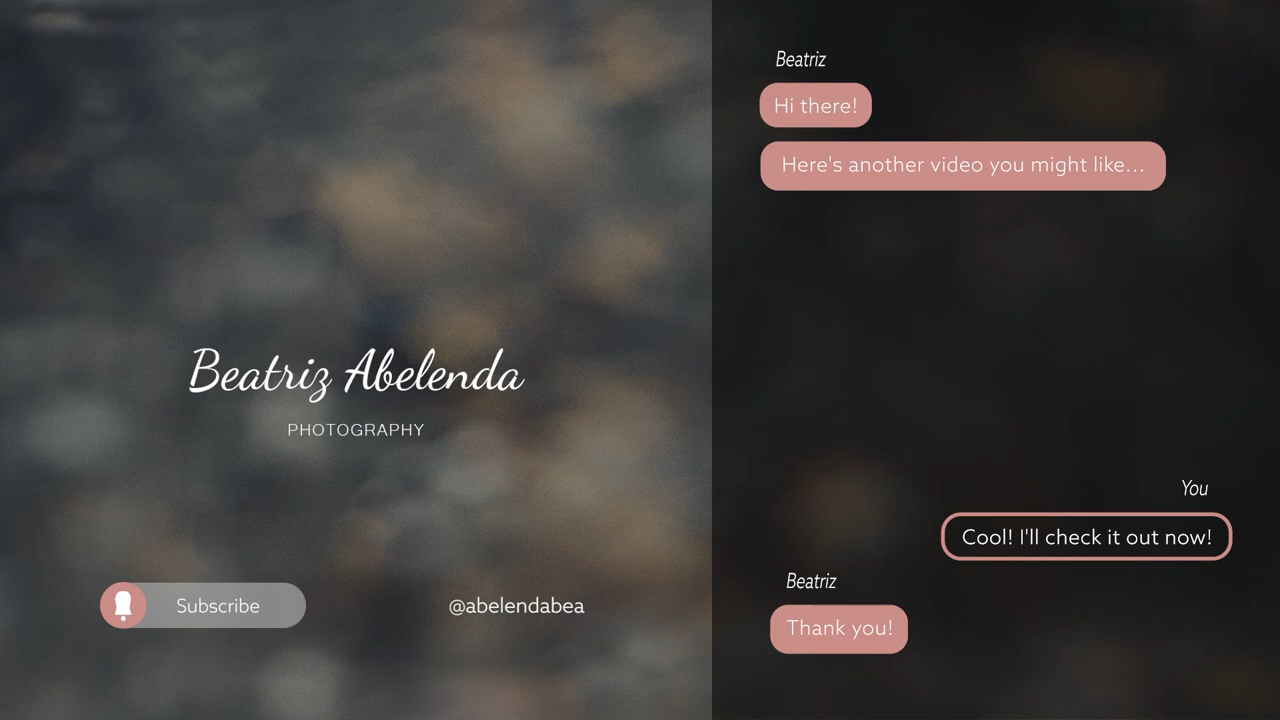 Beatriz Abelenda
PHOTOGRAPHY
Subscribe
@abelendabea
Beatriz
Hi there!
Here's another video you might like...
You
Cool! I'll check it out now!
Beatriz
Thank you!